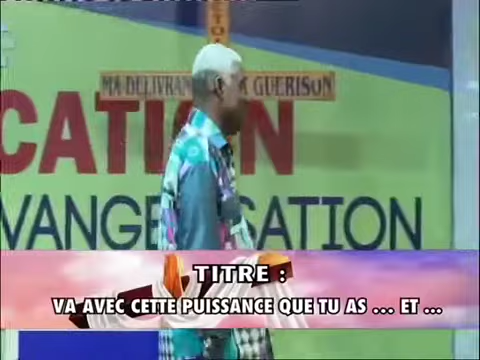 MA DELIVRAN GUERISON
CATI N
VANGE SATION
TITRE :
VA AVEC CETTE PUISSANCE QUE TU AS ... ET ...